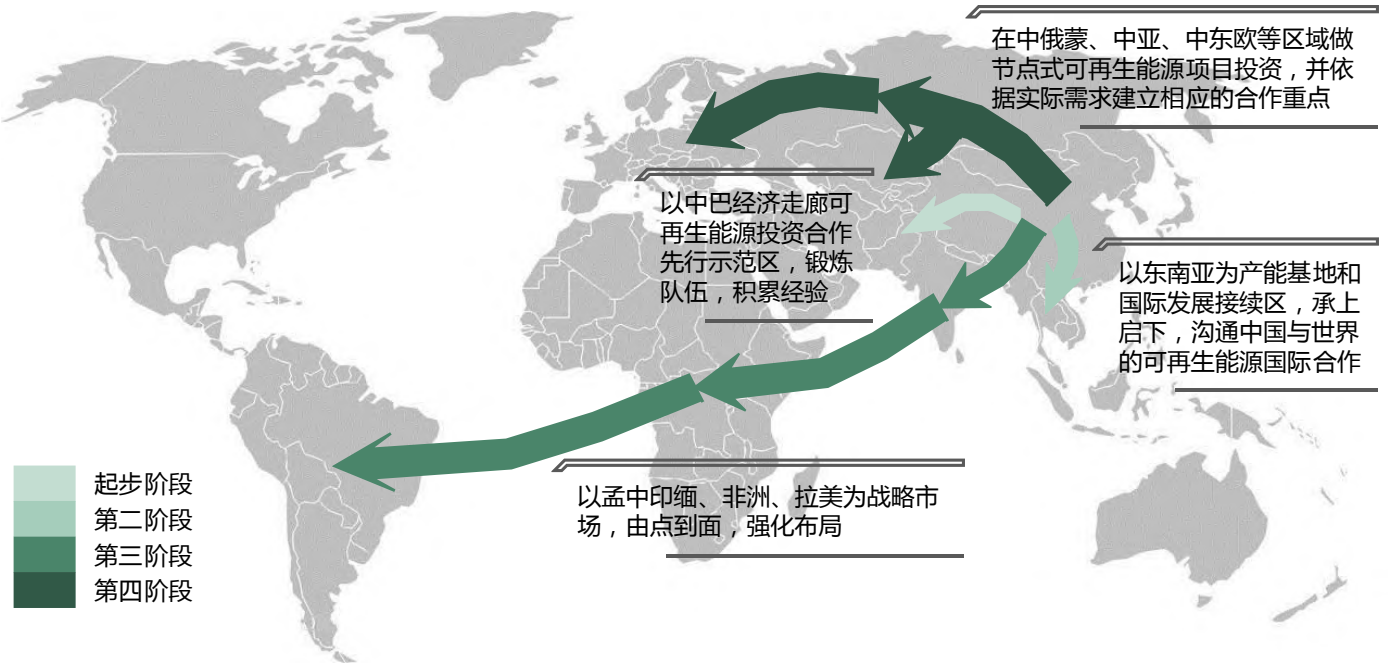 在中俄蒙、中亚、中东欧等区域做
节点式可再生能源项目投资，并依
据实际需求建立相应的合作重点
以中巴经济走廊可
再生能源投资合作
先行示范区，锻炼
队伍，积累经验
以东南亚为产能基地和
国际发展接续区，承上
启下，沟通中国与世界
的可再生能源国际合作
以孟中印缅、非洲、拉美为战略市
场，由点到面，强化布局
起步阶段
第二阶段
第三阶段
第四阶段